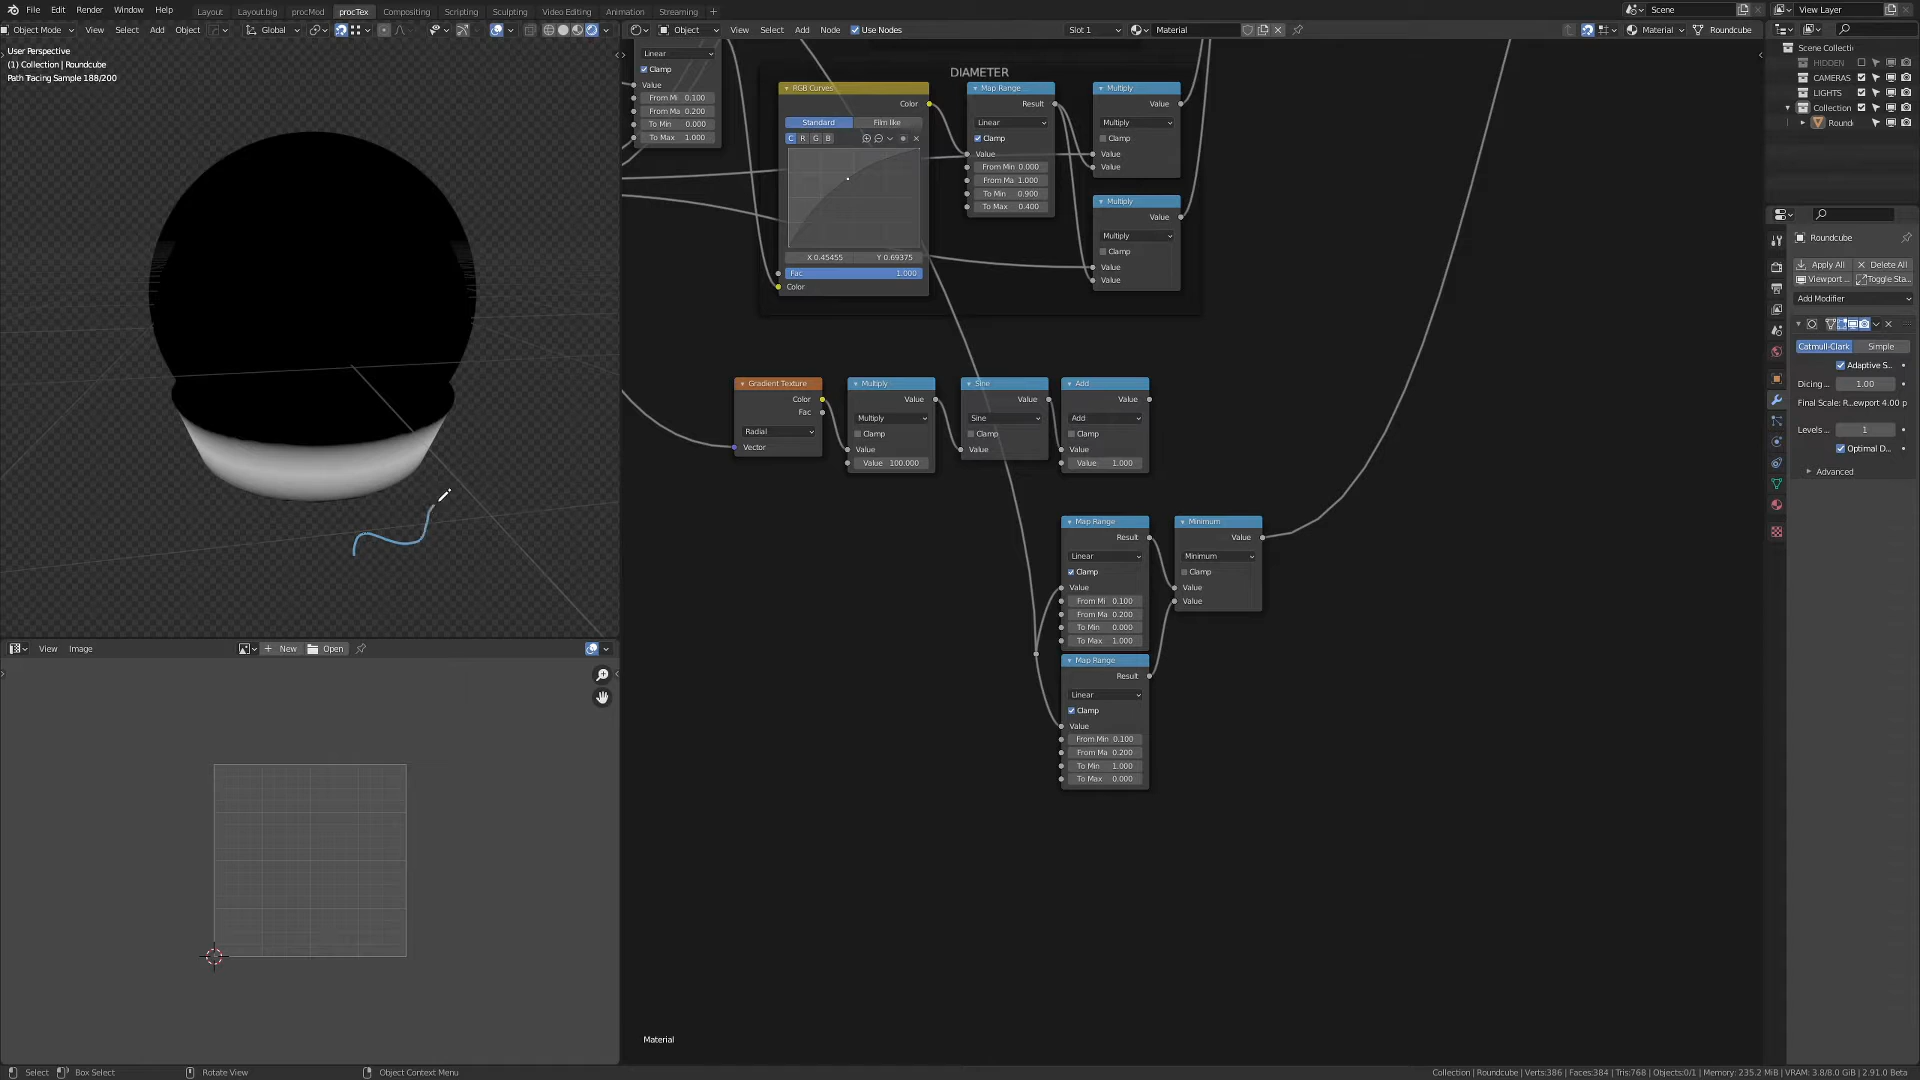 File Edit Render Window Help Layout Layout.big procMod procTex Compositing Scripting Sculpting Video Editing Animation Streaming + Scene View Layer
Object Mode View Select Add Object Global Object View Select Add Node Use Nodes Slot 1 Material Material Roundcube
User Perspective
(1) Collection | Roundcube
Path Tracing Sample 188/200
Linear
Clamp
Value
From Mi 0.100
From Ma 0.200
To Min 0.000
To Max 1.000
DIAMETER
RGB Curves
Color
Standard Film like
C R G B
X 0.45455 Y 0.69375
Fac 1.000
Color
Map Range
Result
Linear
Clamp
Value
From Min 0.000
From Ma 1.000
To Min 0.900
To Max 0.400
Multiply
Value
Multiply
Clamp
Value
Value
Multiply
Value
Multiply
Clamp
Value
Value
Gradient Texture
Color
Fac
Radial
Vector
Multiply
Value
Multiply
Clamp
Value
Value 100.000
Sine
Value
Sine
Clamp
Value
Add
Value
Add
Clamp
Value
Value 1.000
Map Range
Result
Linear
Clamp
Value
From Mi 0.100
From Ma 0.200
To Min 0.000
To Max 1.000
Minimum
Value
Minimum
Clamp
Value
Value
Map Range
Result
Linear
Clamp
Value
From Min 0.100
From Ma 0.200
To Min 1.000
To Max 0.000
Material
Scene Collecti
HIDDEN
CAMERAS
LIGHTS
Collection
Round
Roundcube
Apply All Delete All
Viewport ... Toggle Sta...
Add Modifier
Catmull-Clark Simple
Adaptive S...
Dicing ... 1.00
Final Scale: R...ewport 4.00 p
Levels ... 1
Optimal D...
Advanced
View Image + New Open
Select Box Select Rotate View Object Context Menu Collection | Roundcube | Verts:386 | Faces:384 | Tris:768 | Objects:0/1 | Memory: 235.2 MiB | VRAM: 3.8/8.0 GiB | 2.91.0 Beta